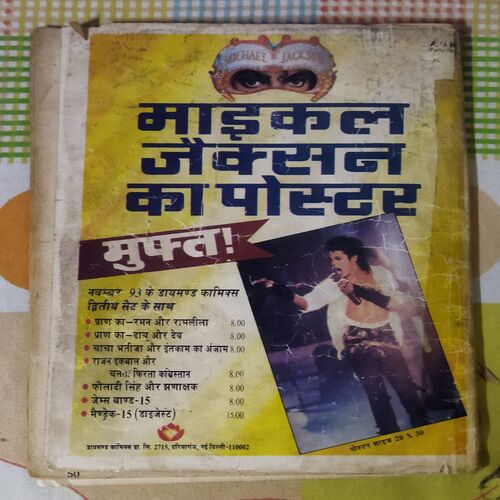 MICHAEL JACKSON
माइकल
जैक्सन
का पोस्टर
मुफ्त!
नवम्बर 93 के डायमण्ड कामिक्स
द्वितीय सैट के साथ
• प्राण का—रमन और रामलीला 8.00
• प्राण का—दाबू और देव 8.00
• चाचा भतीजा और इंतकाम का अंजाम 8.00
• राजन इकबाल और
चलता फिरता कब्रिस्तान 8.00
• फौलादी सिंह और झणाक्षक 8.00
• जेम्स बाण्ड-15 8.00
• मैण्ड्रेक-15 (डाइजेस्ट) 15.00
डायमण्ड कामिक्स प्रा. लि. 2715, दरियागंज, नई दिल्ली-110002
पोस्टर साइज 20 X 30
50